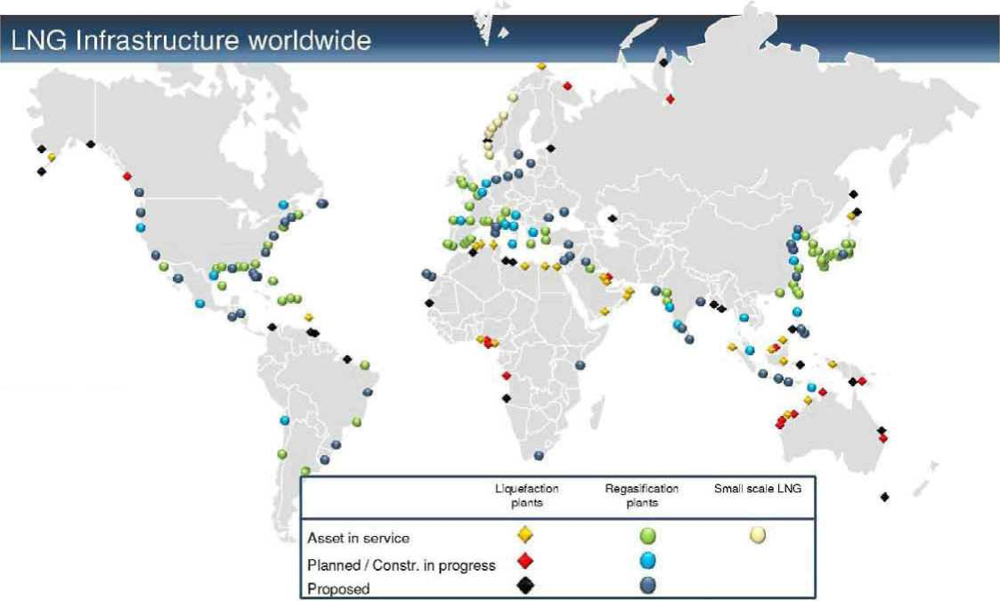 LNG Infrastructure worldwide
Liquefaction plants
Regasification plants
Small scale LNG
Asset in service
Planned / Constr. in progress
Proposed